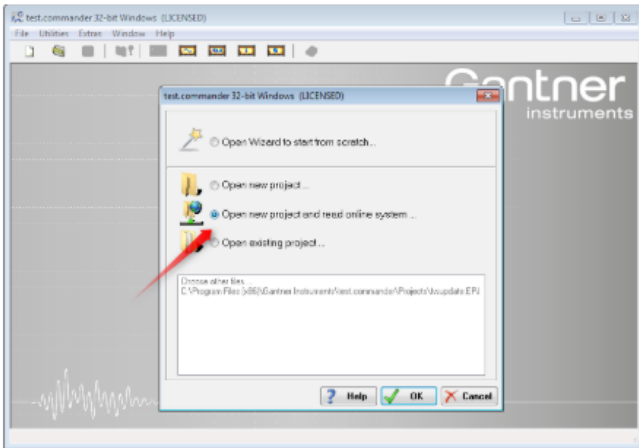 test.commander 32-bit Windows (LICENSED)
File Utilities Extras Window Help
Gantner
instruments
test.commander 32-bit Windows (LICENSED)
Open Wizard to start from scratch...
Open new project...
Open new project and read online system ...
Open existing project...
Choose other files
C:\Program Files (x86)\Gantner Instruments\test.commander\Projects\fwupdate.EPJ
Help OK Cancel